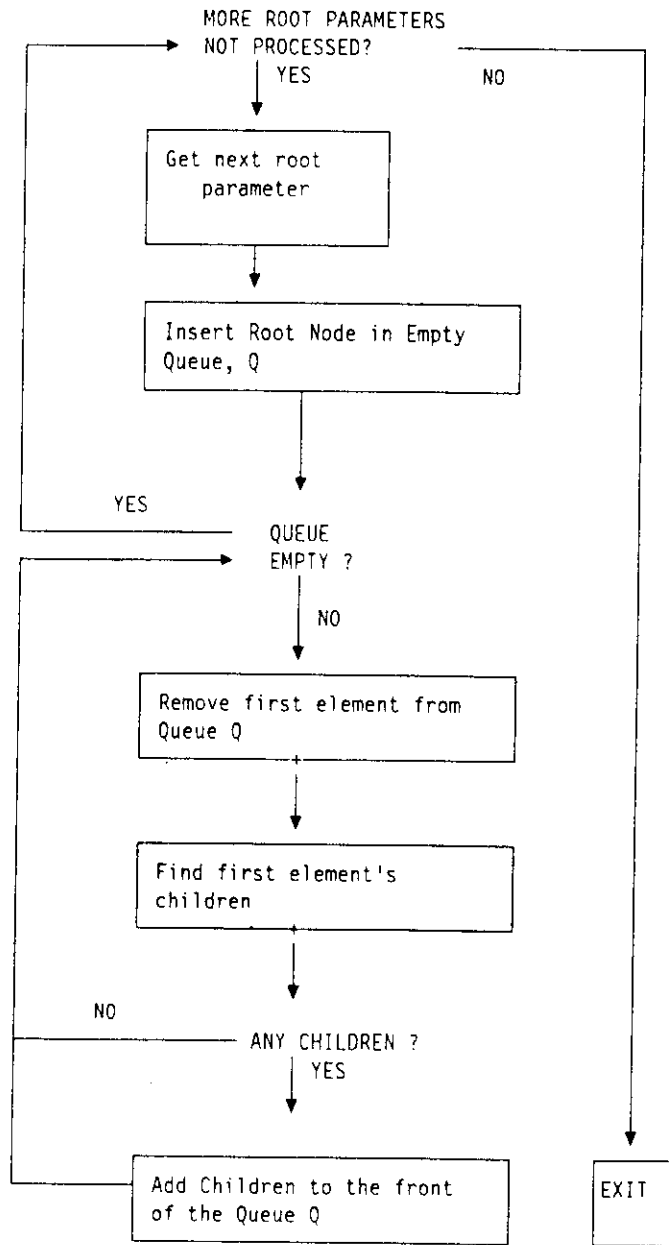 MORE ROOT PARAMETERS
NOT PROCESSED?
YES
NO
Get next root
parameter
Insert Root Node in Empty
Queue, Q
YES
QUEUE
EMPTY ?
NO
Remove first element from
Queue Q
Find first element's
children
NO
ANY CHILDREN ?
YES
Add Children to the front
of the Queue Q
EXIT